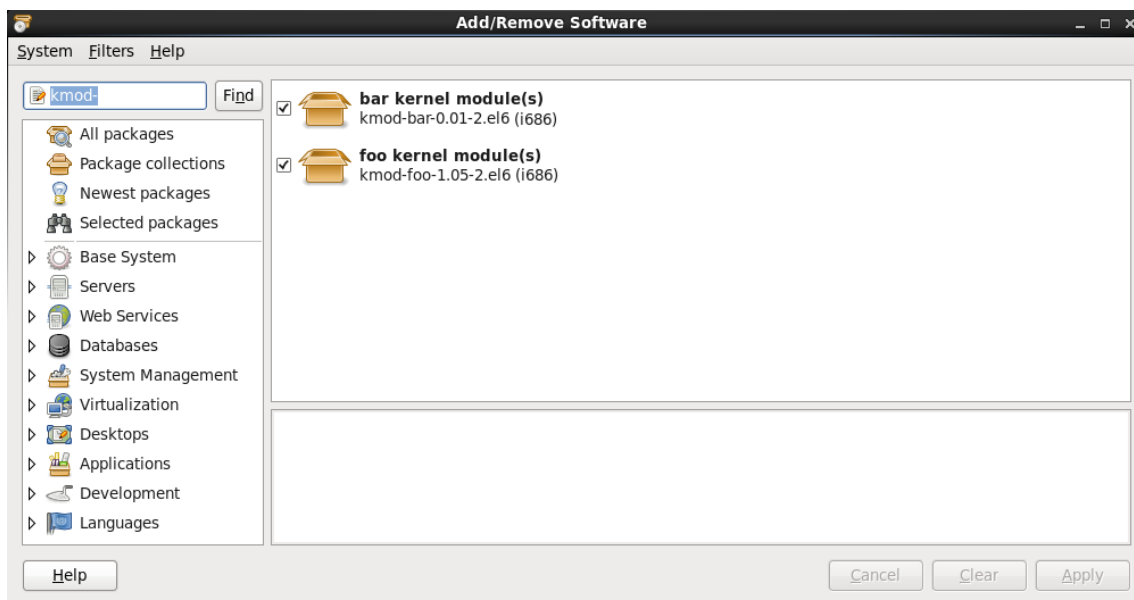 Add/Remove Software
System Filters Help
kmod-
Find
All packages
Package collections
Newest packages
Selected packages
Base System
Servers
Web Services
Databases
System Management
Virtualization
Desktops
Applications
Development
Languages
bar kernel module(s)
kmod-bar-0.01-2.el6 (i686)
foo kernel module(s)
kmod-foo-1.05-2.el6 (i686)
Help
Cancel
Clear
Apply